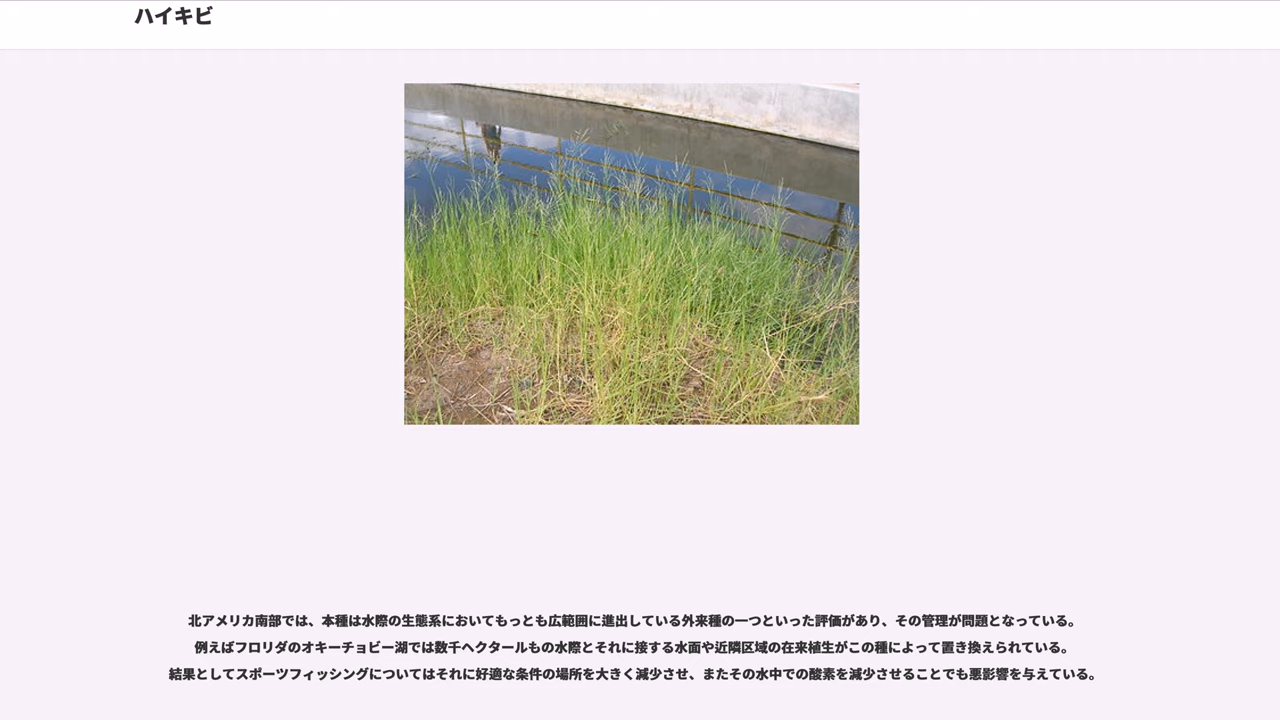 ハイキビ
北アメリカ南部では、本種は水際の生態系においてもっとも広範囲に進出している外来種の一つといった評価があり、その管理が問題となっている。
例えばフロリダのオキーチョビー湖では数千ヘクタールもの水際とそれに接する水面や近隣区域の在来植生がこの種によって置き換えられている。
結果としてスポーツフィッシングについてはそれに好適な条件の場所を大きく減少させ、またその水中での酸素を減少させることでも悪影響を与えている。